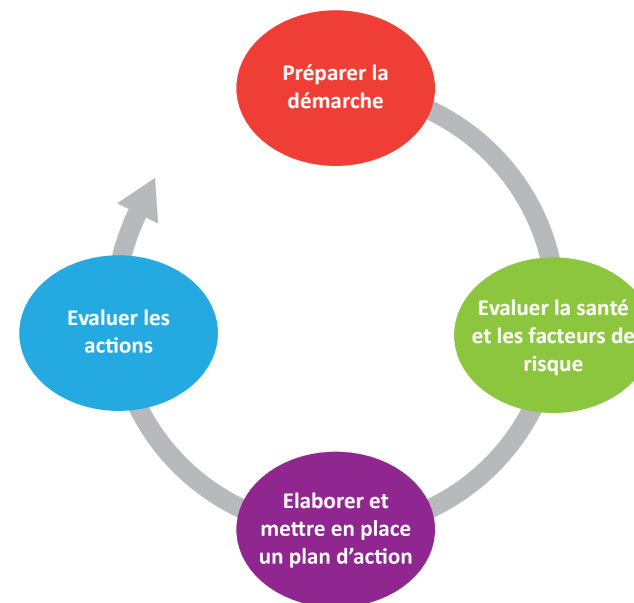 Préparer la
démarche
Evaluer la santé
et les facteurs de
risque
Elaborer et
mettre en place
un plan d’action
Evaluer les
actions